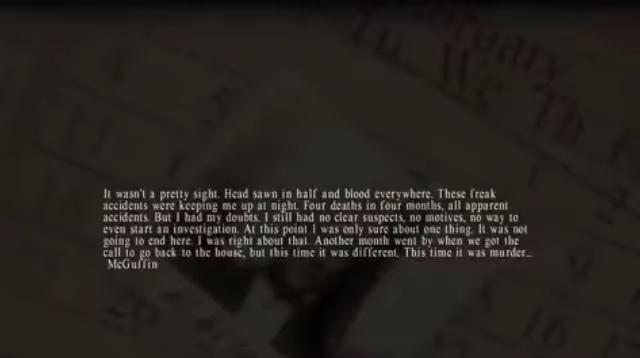 February
Tu We Th
It wasn't a pretty sight. Head sawn in half and blood everywhere. These freak
accidents were keeping me up at night. Four deaths in four months, all apparent
accidents. But I had my doubts. I still had no clear suspects, no motives, no way to
even start an investigation. At this point I was only sure about one thing. It was not
going to end here. I was right about that. Another month went by when we got the
call to go back to the house, but this time it was different. This time it was murder...
McGuffin